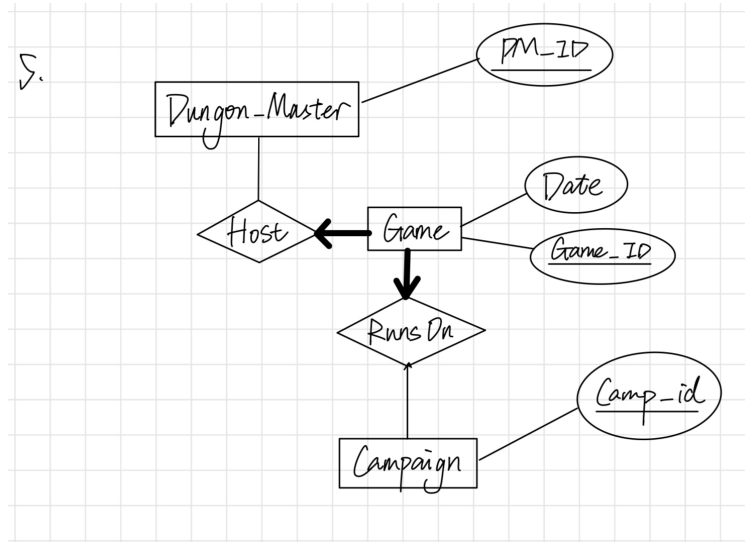 5.
DM_ID
Dungon_Master
Date
Host
Game
Game_ID
Runs On
Camp_id
Campaign